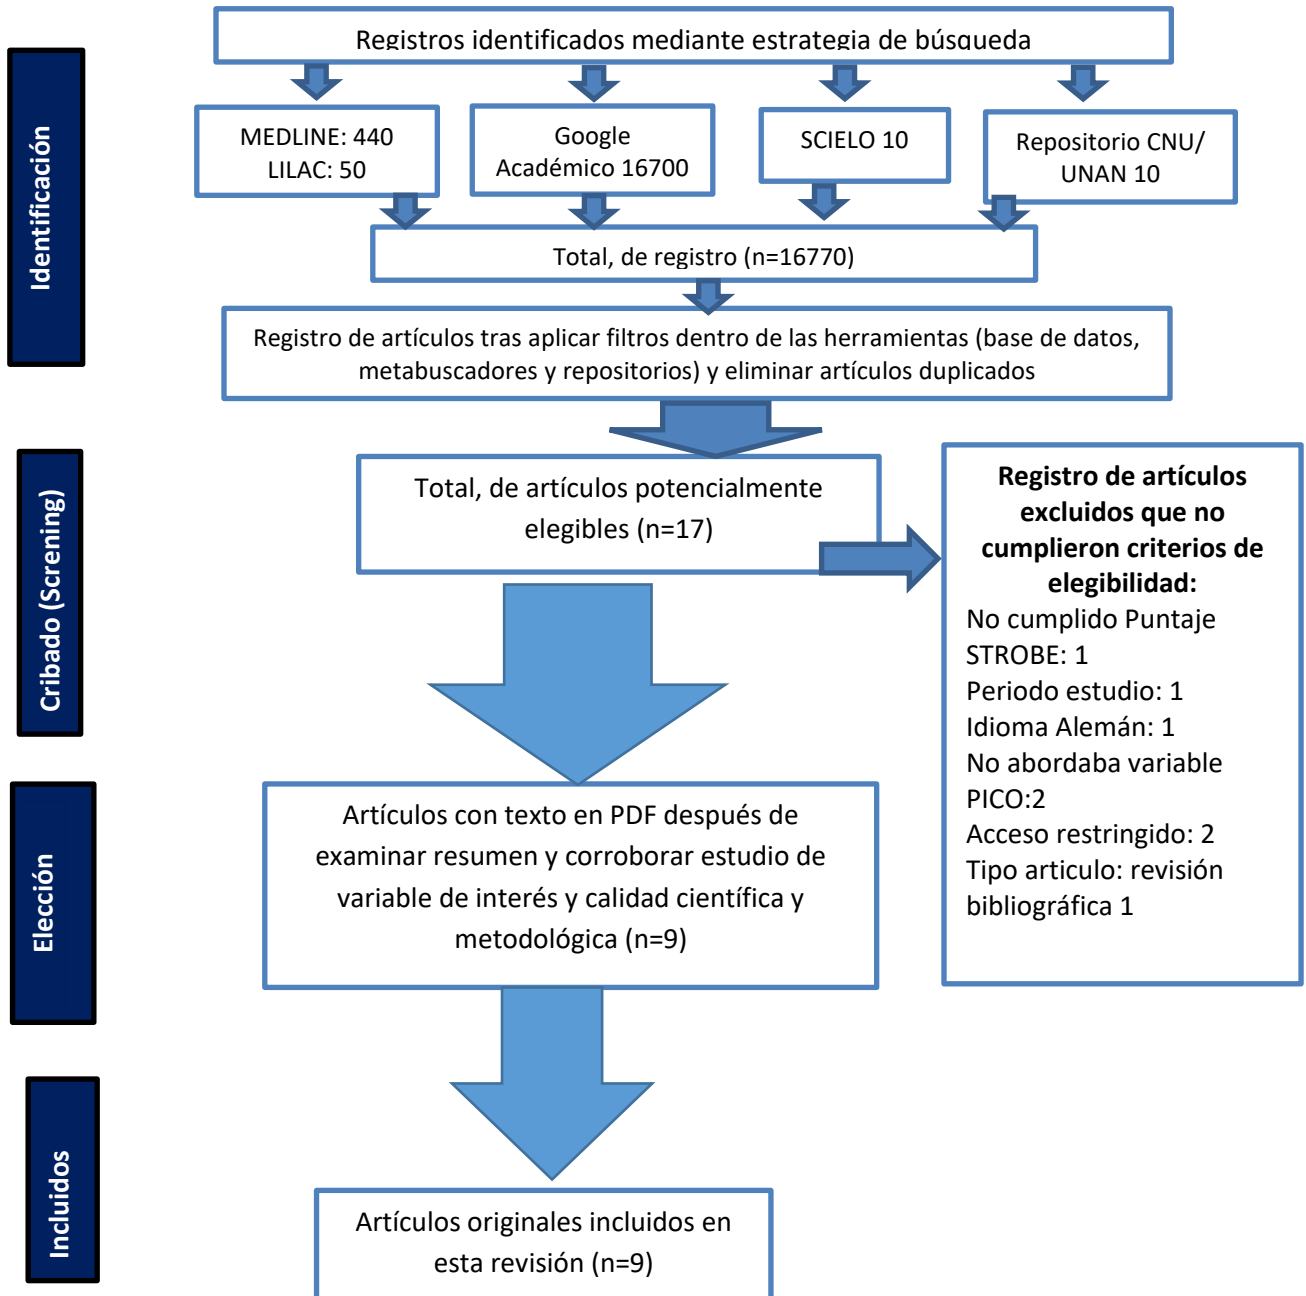 Registros identificados mediante estrategia de búsqueda
Identificación
MEDLINE: 440
LILAC: 50
Google
Académico 16700
SCIELO 10
Repositorio CNU/
UNAN 10
Total, de registro (n=16770)
Registro de artículos tras aplicar filtros dentro de las herramientas (base de datos,
metabuscadores y repositorios) y eliminar artículos duplicados
Cribado (Screning)
Total, de artículos potencialmente
elegibles (n=17)
Registro de artículos
excluidos que no
cumplieron criterios de
elegibilidad:
No cumplido Puntaje
STROBE: 1
Periodo estudio: 1
Idioma Alemán: 1
No abordaba variable
PICO:2
Acceso restringido: 2
Tipo articulo: revisión
bibliográfica 1
Elección
Artículos con texto en PDF después de
examinar resumen y corroborar estudio de
variable de interés y calidad científica y
metodológica (n=9)
Incluidos
Artículos originales incluidos en
esta revisión (n=9)